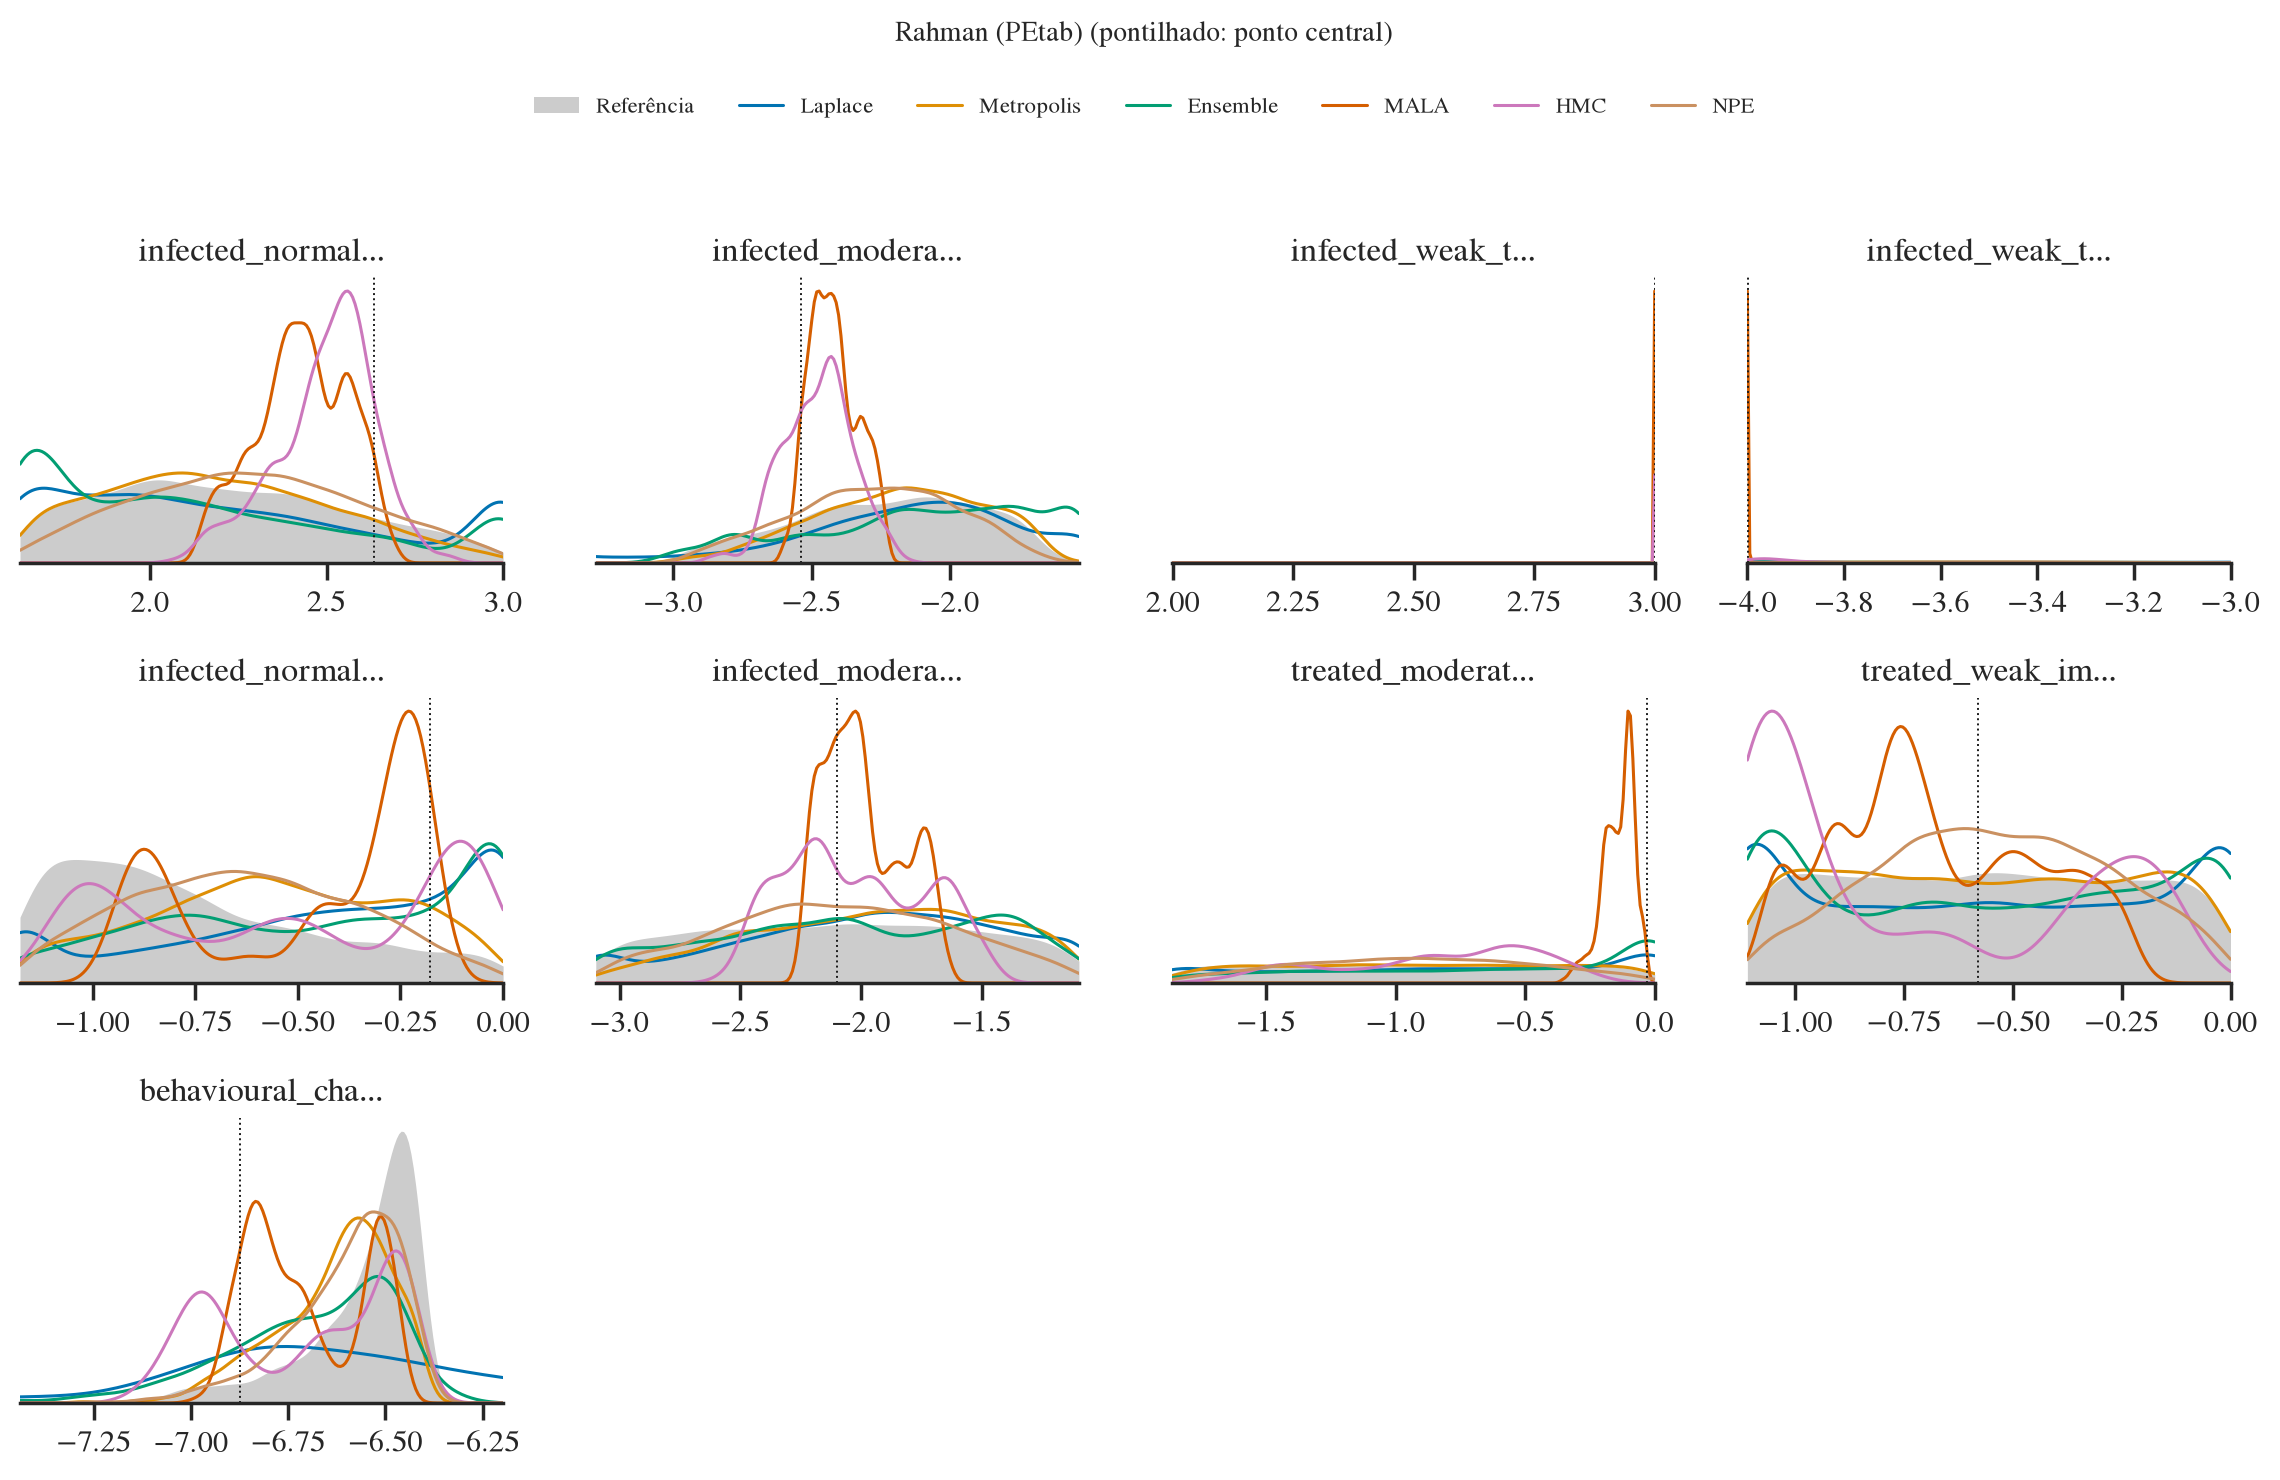 Rahman (PEtab) (pontilhado: ponto central)
Referência Laplace Metropolis Ensemble MALA HMC NPE
infected_normal... infected_modera... infected_weak_t... infected_weak_t...
2.0 2.5 3.0 −3.0 −2.5 −2.0 2.00 2.25 2.50 2.75 3.00 −4.0 −3.8 −3.6 −3.4 −3.2 −3.0
infected_normal... infected_modera... treated_moderat... treated_weak_im...
−1.00 −0.75 −0.50 −0.25 0.00 −3.0 −2.5 −2.0 −1.5 −1.5 −1.0 −0.5 0.0 −1.00 −0.75 −0.50 −0.25 0.00
behavioural_cha...
−7.25 −7.00 −6.75 −6.50 −6.25